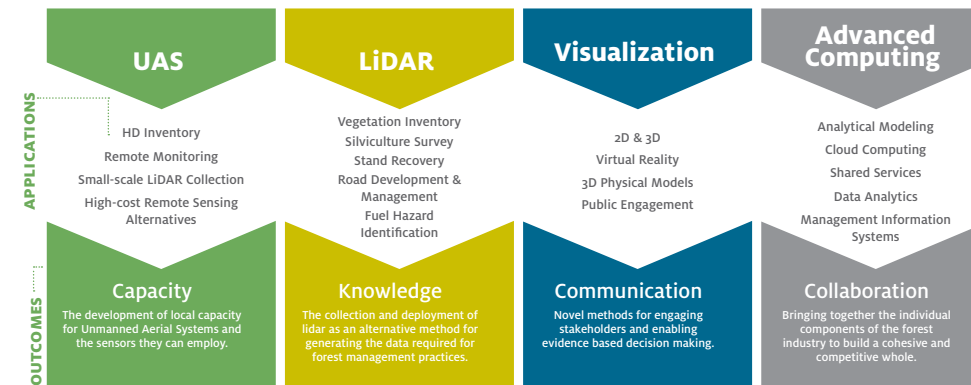 UAS
APPLICATIONS
HD Inventory
Remote Monitoring
Small-scale LiDAR Collection
High-cost Remote Sensing
Alternatives
OUTCOMES
Capacity
The development of local capacity
for Unmanned Aerial Systems and
the sensors they can employ.
LiDAR
Vegetation Inventory
Silviculture Survey
Stand Recovery
Road Development &
Management
Fuel Hazard
Identification
Knowledge
The collection and deployment of
lidar as an alternative method for
generating the data required for
forest management practices.
Visualization
2D & 3D
Virtual Reality
3D Physical Models
Public Engagement
Communication
Novel methods for engaging
stakeholders and enabling
evidence based decision making.
Advanced
Computing
Analytical Modeling
Cloud Computing
Shared Services
Data Analytics
Management Information
Systems
Collaboration
Bringing together the individual
components of the forest
industry to build a cohesive and
competitive whole.